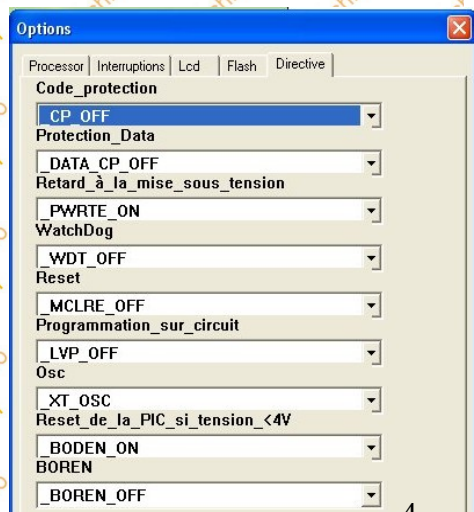 Options
Processor Interruptions Lcd Flash Directive
Code_protection
_CP_OFF
Protection_Data
_DATA_CP_OFF
Retard_à_la_mise_sous_tension
_PWRTE_ON
WatchDog
_WDT_OFF
Reset
_MCLRE_OFF
Programmation_sur_circuit
_LVP_OFF
Osc
_XT_OSC
Reset_de_la_PIC_si_tension_<4V
_BODEN_ON
BOREN
_BOREN_OFF
4